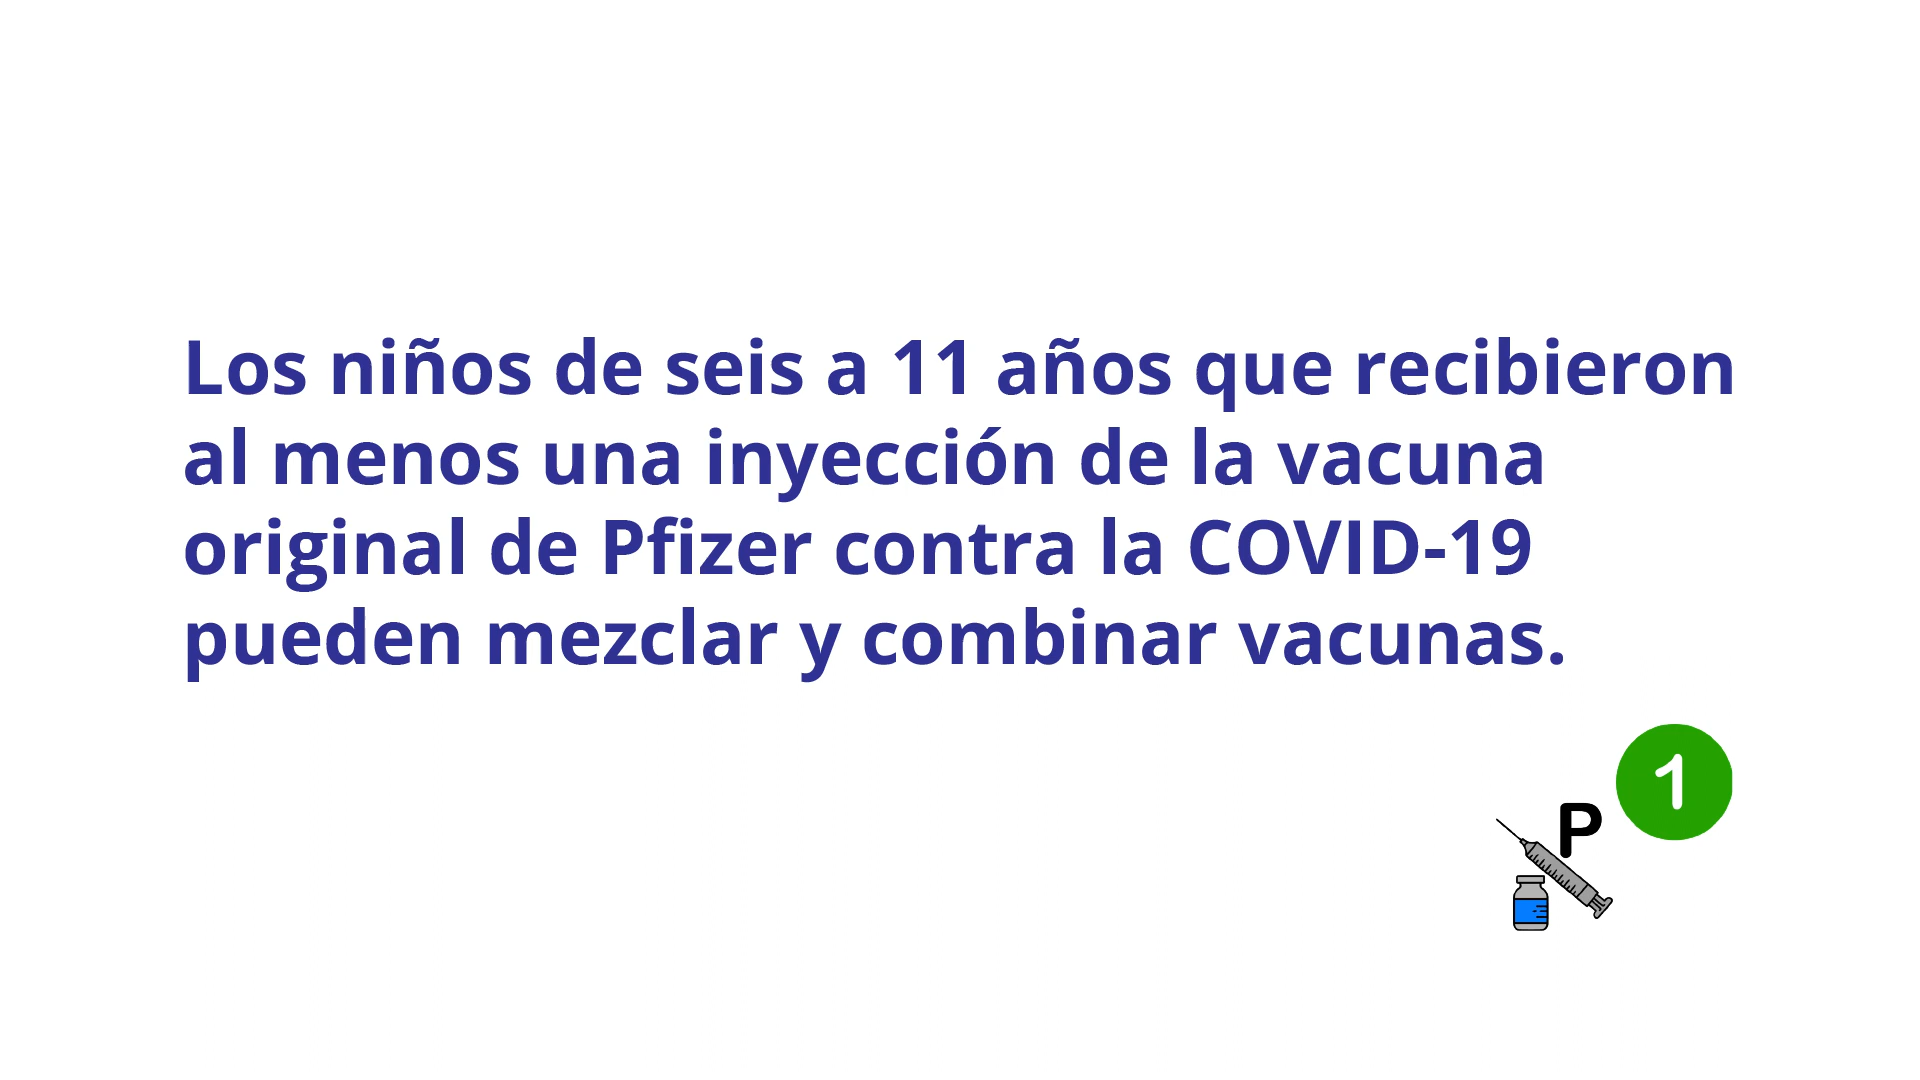 Los niños de seis a 11 años que recibieron
al menos una inyección de la vacuna
original de Pfizer contra la COVID-19
pueden mezclar y combinar vacunas.
1
P